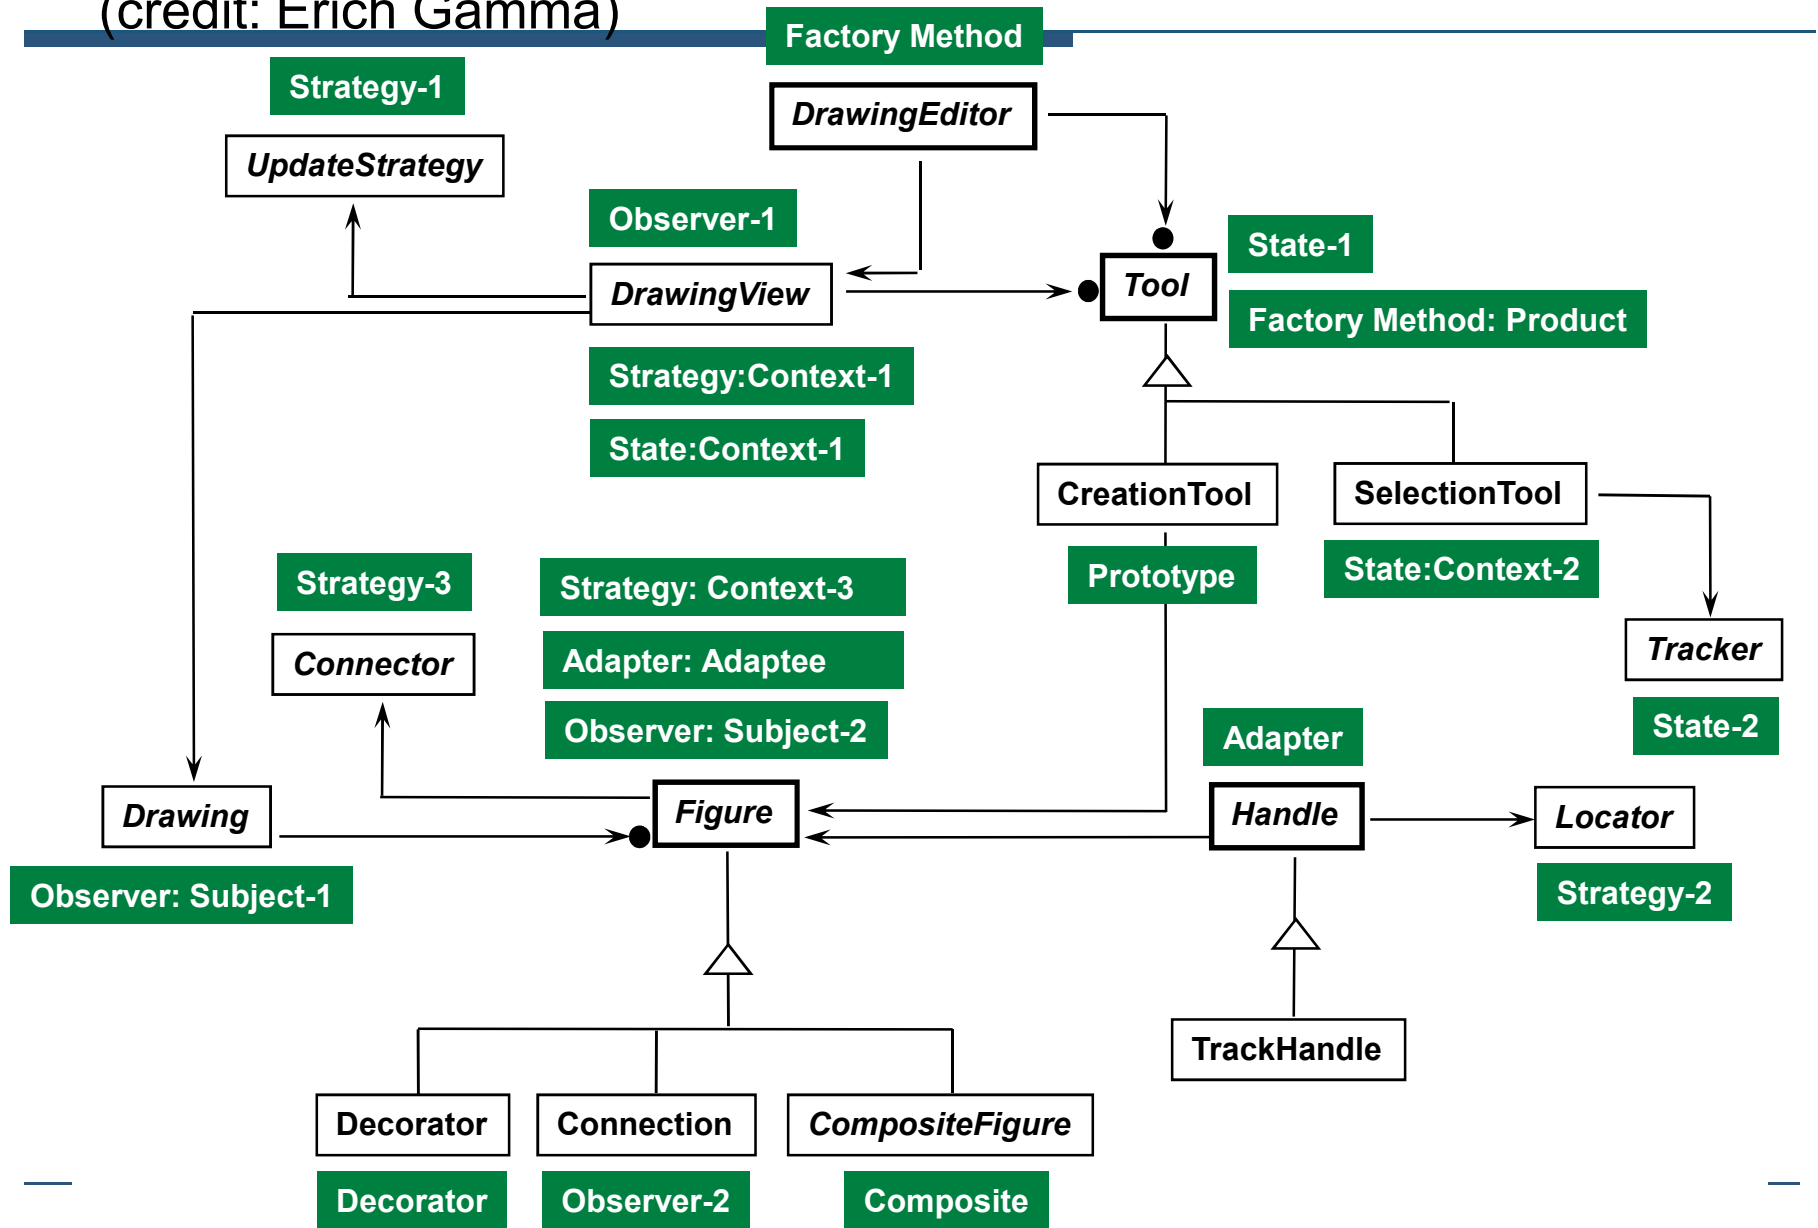 (credit: Erich Gamma)
Factory Method
Strategy-1
DrawingEditor
UpdateStrategy
Observer-1
State-1
DrawingView
Tool
Factory Method: Product
Strategy:Context-1
State:Context-1
CreationTool
SelectionTool
Strategy-3
Strategy: Context-3
Prototype
State:Context-2
Connector
Adapter: Adaptee
Tracker
Observer: Subject-2
Adapter
State-2
Drawing
Figure
Handle
Locator
Observer: Subject-1
Strategy-2
TrackHandle
Decorator
Connection
CompositeFigure
Decorator
Observer-2
Composite